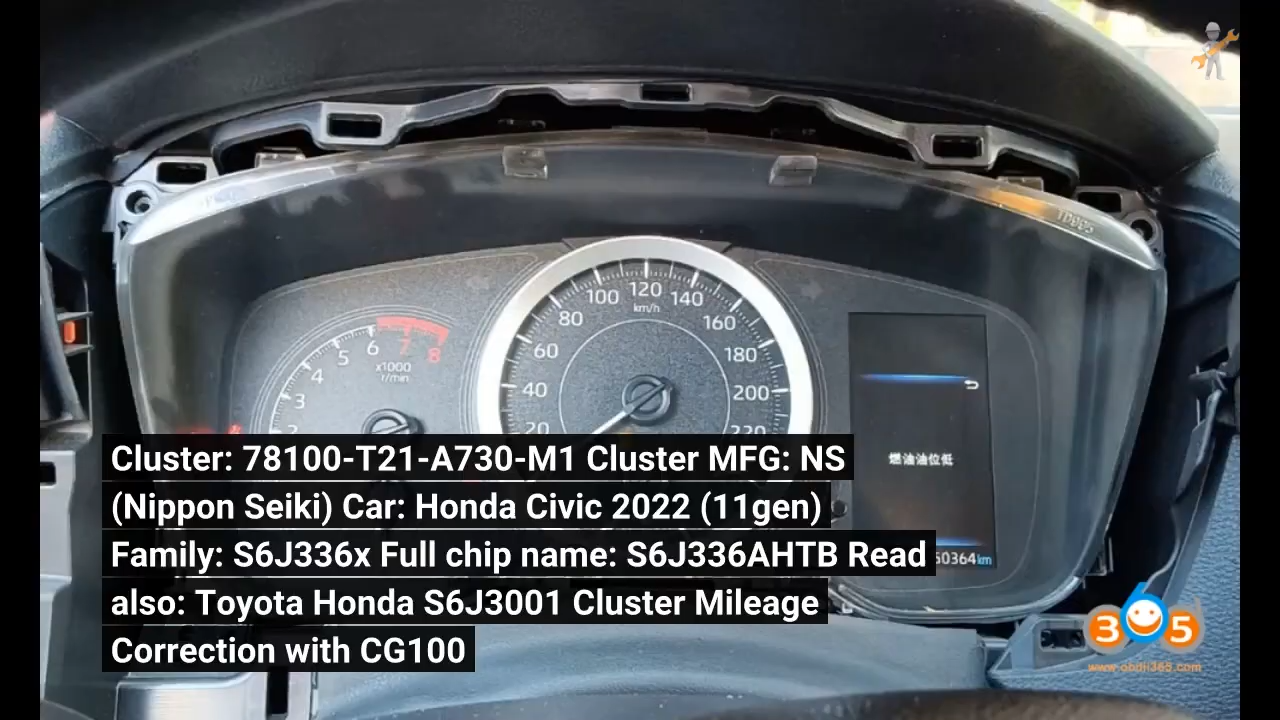 100 120 140
km/h
80
160
60
180
40
200
20
220
6 7 8
5
x1000
r/min
4
3
2
燃油油位低
60364km
Cluster: 78100-T21-A730-M1 Cluster MFG: NS
(Nippon Seiki) Car: Honda Civic 2022 (11gen)
Family: S6J336x Full chip name: S6J336AHTB Read
also: Toyota Honda S6J3001 Cluster Mileage
Correction with CG100
365
www.obdii365.com